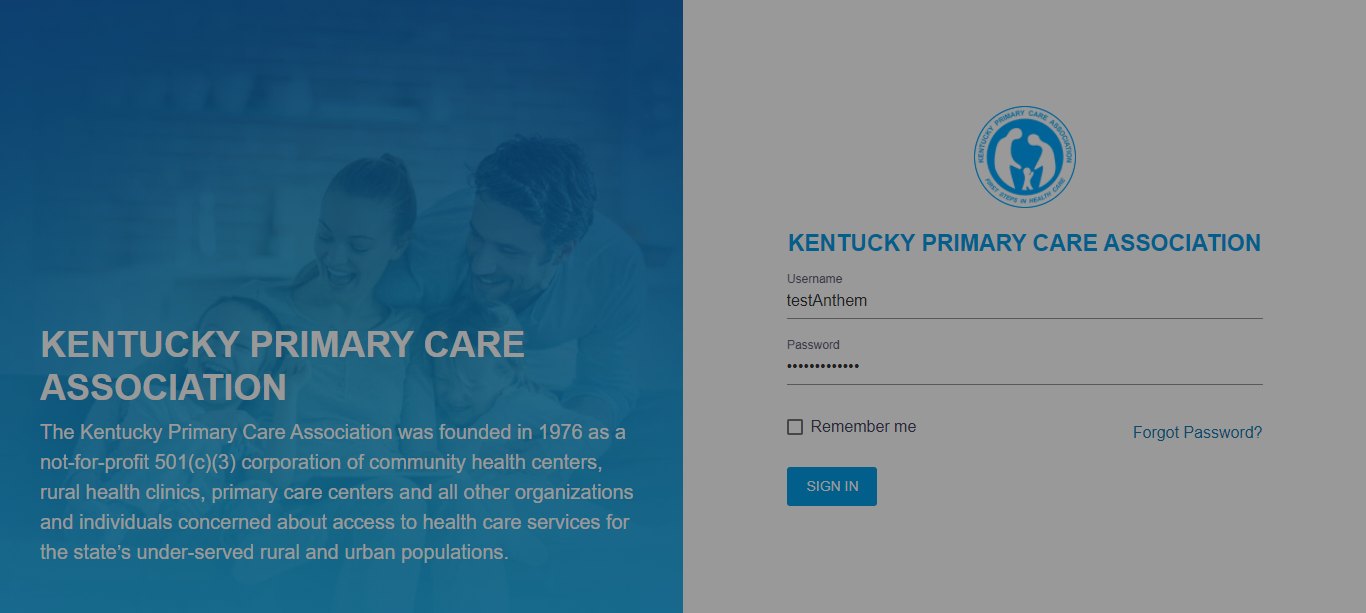 KENTUCKY PRIMARY CARE
ASSOCIATION
The Kentucky Primary Care Association was founded in 1976 as a
not-for-profit 501(c)(3) corporation of community health centers,
rural health clinics, primary care centers and all other organizations
and individuals concerned about access to health care services for
the state’s under-served rural and urban populations.
KENTUCKY PRIMARY CARE ASSOCIATION
FIRST STEPS IN HEALTH CARE
KENTUCKY PRIMARY CARE ASSOCIATION
Username
testAnthem
Password
•••••••••••••
Remember me
Forgot Password?
SIGN IN